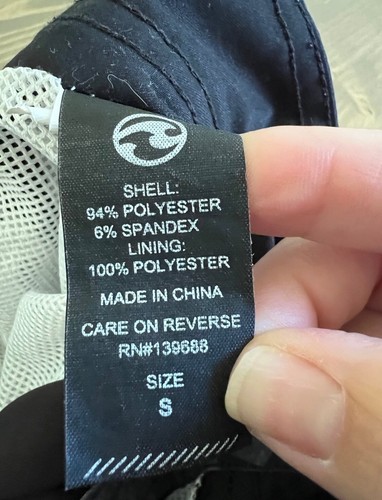 SHELL:
94% POLYESTER
6% SPANDEX
LINING:
100% POLYESTER
MADE IN CHINA
CARE ON REVERSE
RN#139688
SIZE
S